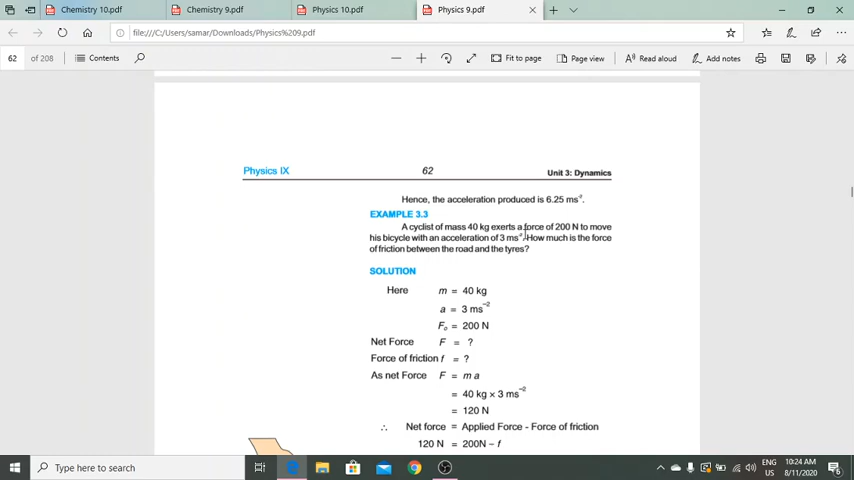 Chemistry 10.pdf
Chemistry 9.pdf
Physics 10.pdf
Physics 9.pdf
file:///C:/Users/samar/Downloads/Physics%209.pdf
62 of 208 Contents Fit to page Page view Read aloud Add notes
Physics IX 62 Unit 3: Dynamics
Hence, the acceleration produced is 6.25 ms⁻².
EXAMPLE 3.3
A cyclist of mass 40 kg exerts a force of 200 N to move
his bicycle with an acceleration of 3 ms⁻². How much is the force
of friction between the road and the tyres?
SOLUTION
Here m = 40 kg
a = 3 ms⁻²
Fₒ = 200 N
Net Force F = ?
Force of friction f = ?
As net Force F = m a
= 40 kg × 3 ms⁻²
= 120 N
∴ Net force = Applied Force - Force of friction
120 N = 200N – f
Type here to search
ENG
US
10:24 AM
8/11/2020